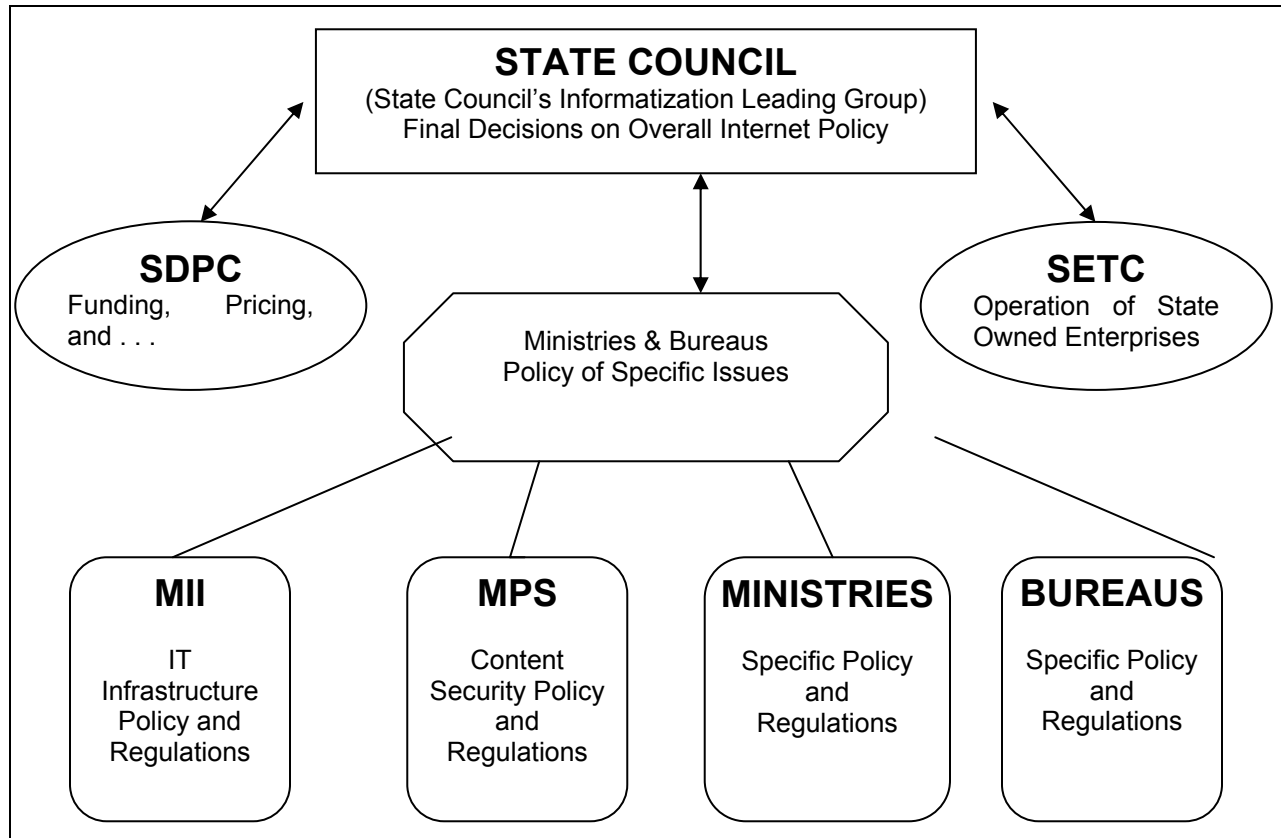 STATE COUNCIL
(State Council’s Informatization Leading Group)
Final Decisions on Overall Internet Policy
SDPC
Funding, Pricing,
and . . .
SETC
Operation of State
Owned Enterprises
Ministries & Bureaus
Policy of Specific Issues
MII
IT
Infrastructure
Policy and
Regulations
MPS
Content
Security Policy
and
Regulations
MINISTRIES
Specific Policy
and
Regulations
BUREAUS
Specific Policy
and
Regulations